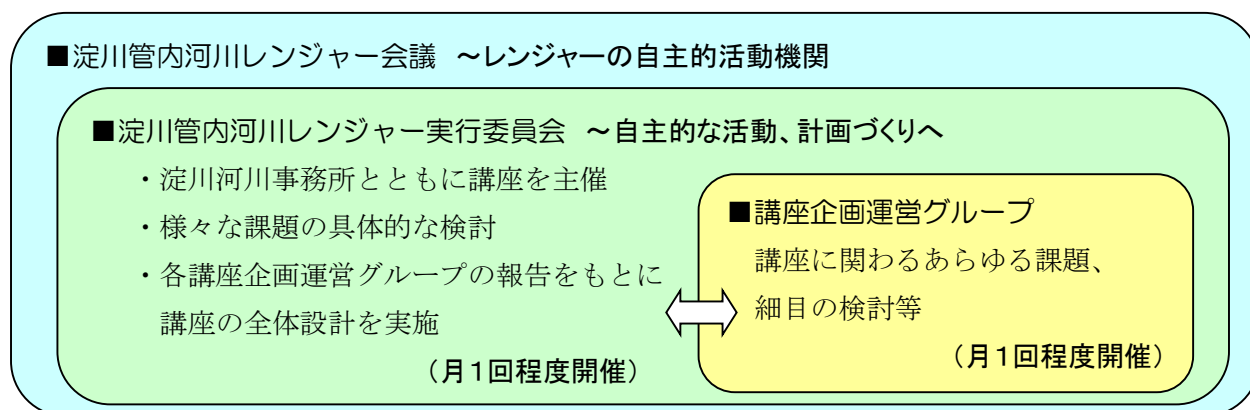 ■淀川管内河川レンジャー会議 ～レンジャーの自主的活動機関
■淀川管内河川レンジャー実行委員会 ～自主的な活動、計画づくりへ
・淀川河川事務所とともに講座を主催
・様々な課題の具体的な検討
・各講座企画運営グループの報告をもとに
講座の全体設計を実施
（月１回程度開催）
■講座企画運営グループ
講座に関わるあらゆる課題、
細目の検討等
（月１回程度開催）